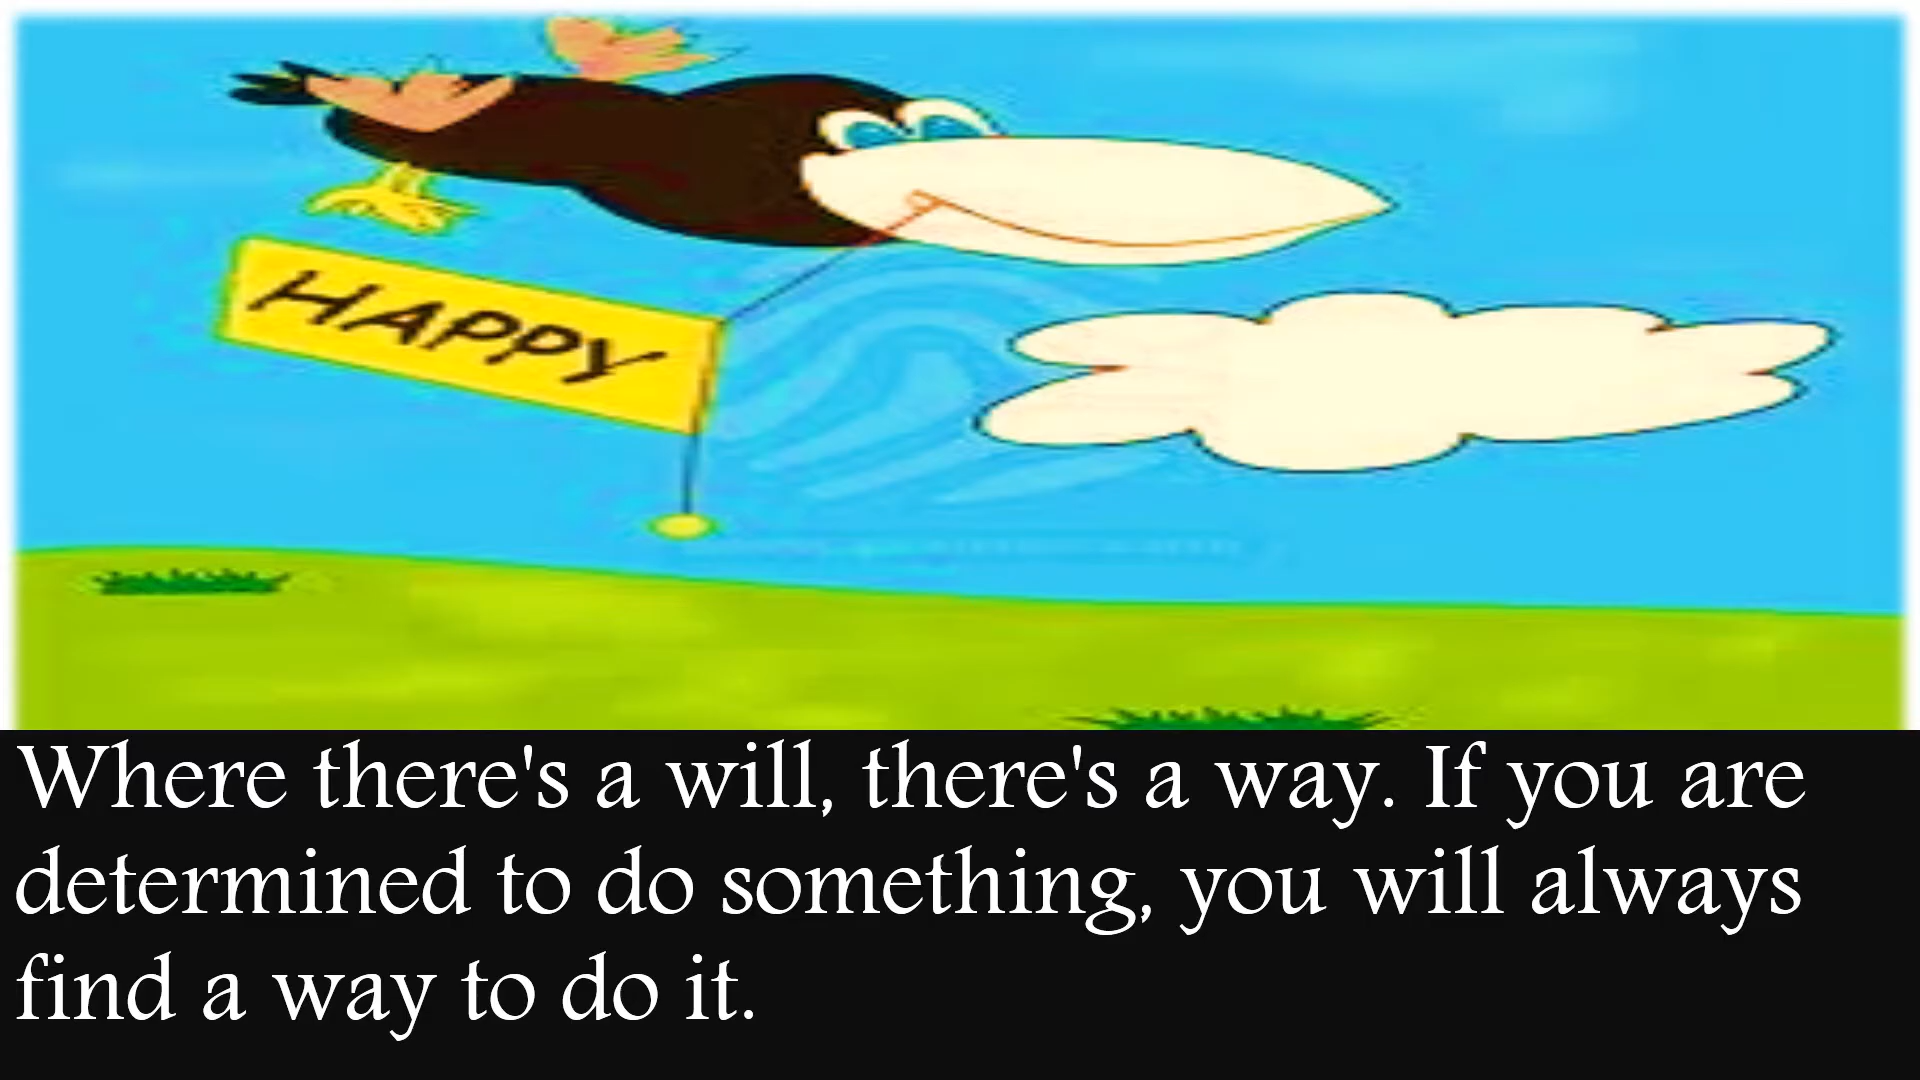 HAPPY
Where there's a will, there's a way. If you are
determined to do something, you will always
find a way to do it.